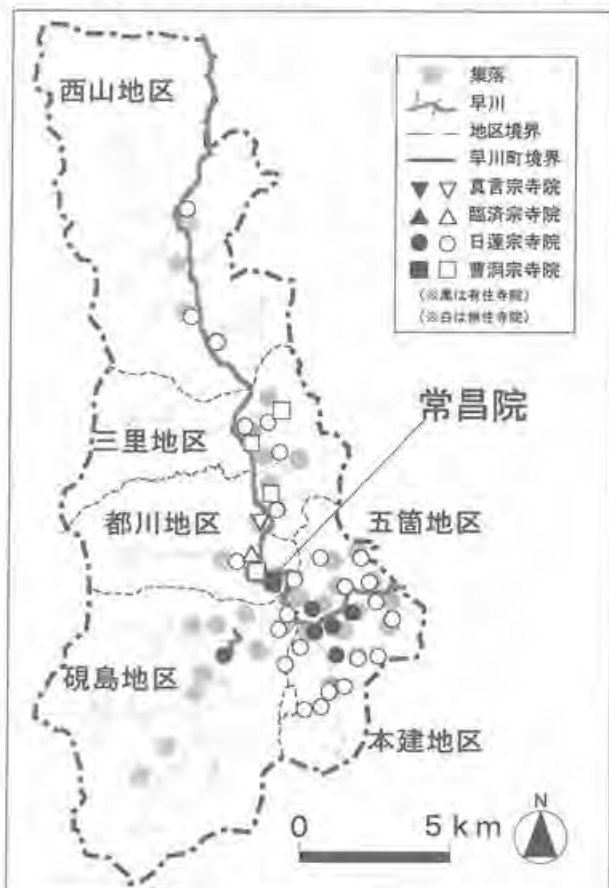 西山地区
集落
早川
地区境界
早川町境界
真言宗寺院
臨済宗寺院
日蓮宗寺院
曹洞宗寺院
(※黒は有住寺院)
(※白は無住寺院)
常昌院
三里地区
都川地区
五箇地区
硯島地区
本建地区
0 5km
N